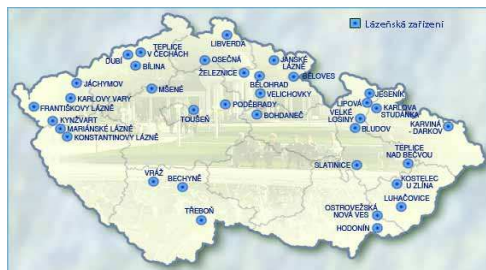 Lázeňská zařízení
LIBVERDA
TEPLICE
V ČECHÁCH
DUBÍ
BÍLINA
OSEČNÁ
JANSKÉ
LÁZNĚ
ŽELEZNICE
BĚLOVES
BĚLOHRAD
VELICHOVKY
JÁCHYMOV
MŠENÉ
KARLOVY VARY
FRANTIŠKOVY LÁZNĚ
PODĚBRADY
BOHDANEČ
TOUŠEŇ
KYNŽVART
MARIÁNSKÉ LÁZNĚ
KONSTANTINOVY LÁZNĚ
JESENÍK
LIPOVÁ
KARLOVA
STUDÁNKA
VELKÉ
LOSINY
BLUDOV
KARVINÁ
- DARKOV
TEPLICE
NAD BEČVOU
SLATINICE
VRÁŽ
BECHYNĚ
KOSTELEC
U ZLÍNA
LUHAČOVICE
TŘEBOŇ
OSTROVEŽSKÁ
NOVÁ VES
HODONÍN